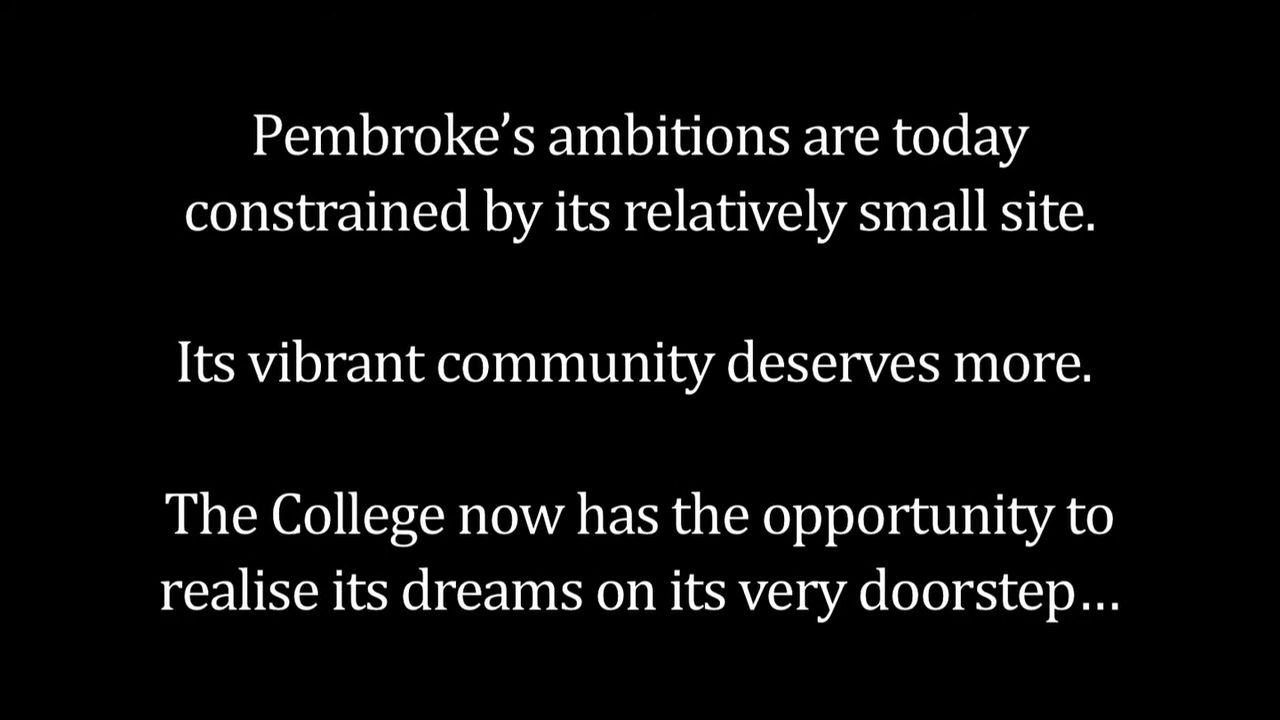 Pembroke’s ambitions are today
constrained by its relatively small site.
Its vibrant community deserves more.
The College now has the opportunity to
realise its dreams on its very doorstep…